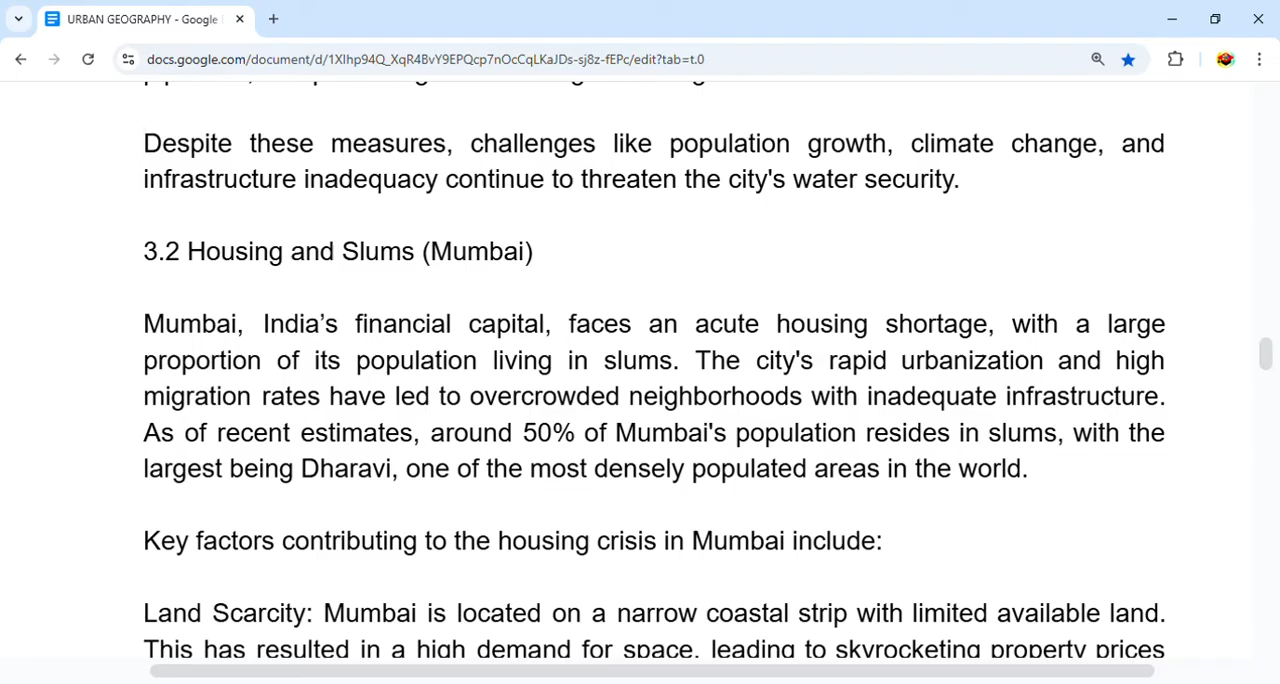 URBAN GEOGRAPHY - Google
docs.google.com/document/d/1XIhp94Q_XqR4BvY9EPQcp7nOcCqLKaJDs-sj8z-fEPc/edit?tab=t.0
Despite these measures, challenges like population growth, climate change, and
infrastructure inadequacy continue to threaten the city's water security.
3.2 Housing and Slums (Mumbai)
Mumbai, India’s financial capital, faces an acute housing shortage, with a large
proportion of its population living in slums. The city's rapid urbanization and high
migration rates have led to overcrowded neighborhoods with inadequate infrastructure.
As of recent estimates, around 50% of Mumbai's population resides in slums, with the
largest being Dharavi, one of the most densely populated areas in the world.
Key factors contributing to the housing crisis in Mumbai include:
Land Scarcity: Mumbai is located on a narrow coastal strip with limited available land.
This has resulted in a high demand for space, leading to skyrocketing property prices